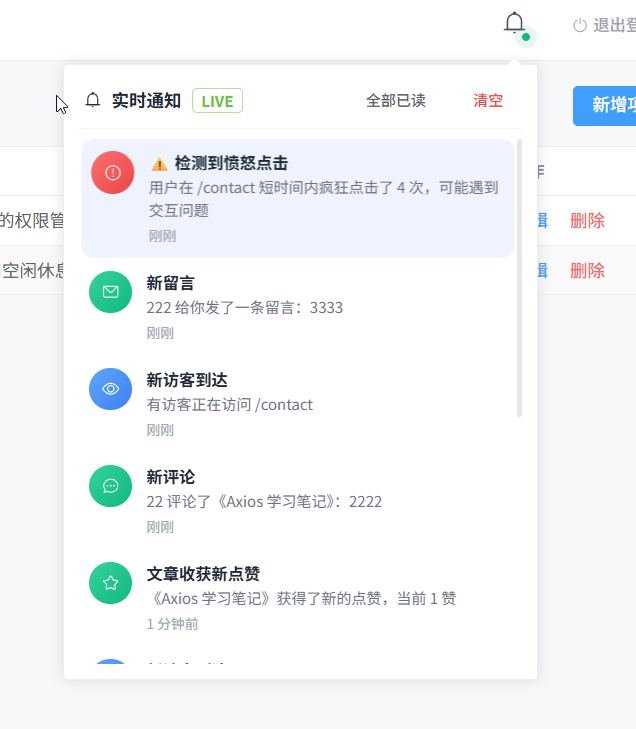 退出登
实时通知 LIVE 全部已读 清空
新增项
检测到愤怒点击
用户在 /contact 短时间内疯狂点击了 4 次，可能遇到
交互问题
刚刚
的权限管
辑 删除
空闲休息
辑 删除
新留言
222 给你发了一条留言：3333
刚刚
新访客到达
有访客正在访问 /contact
刚刚
新评论
22 评论了《Axios 学习笔记》：2222
刚刚
文章收获新点赞
《Axios 学习笔记》获得了新的点赞，当前 1 赞
1 分钟前